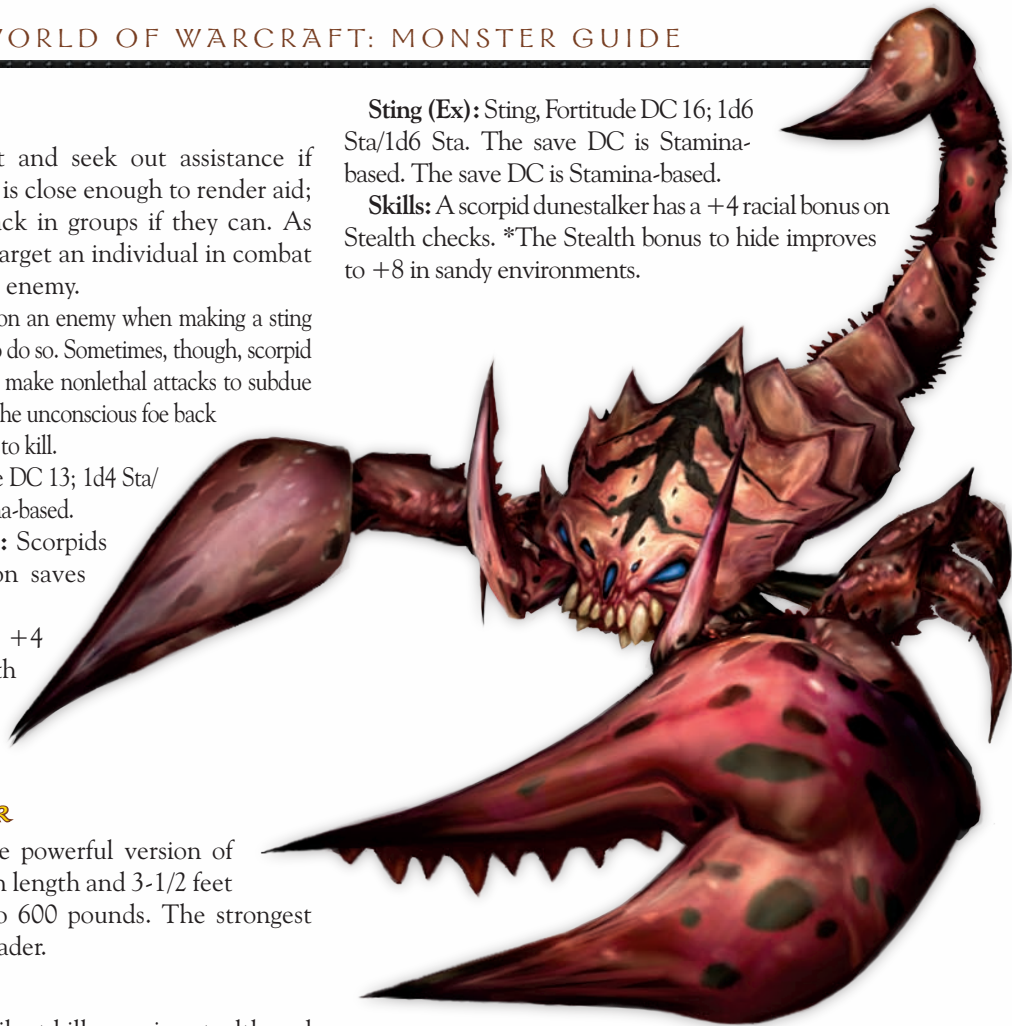 WORLD OF WARCRAFT: MONSTER GUIDE
t and seek out assistance if
is close enough to render aid;
ck in groups if they can. As
arget an individual in combat
enemy.
on an enemy when making a sting
o do so. Sometimes, though, scorpid
make nonlethal attacks to subdue
he unconscious foe back
to kill.
e DC 13; 1d4 Sta/
na-based.
: Scorpids
on saves
+4
th
R
e powerful version of
n length and 3-1/2 feet
o 600 pounds. The strongest
ader.
Sting (Ex): Sting, Fortitude DC 16; 1d6
Sta/1d6 Sta. The save DC is Stamina-
based. The save DC is Stamina-based.
Skills: A scorpid dunestalker has a +4 racial bonus on
Stealth checks. *The Stealth bonus to hide improves
to +8 in sandy environments.